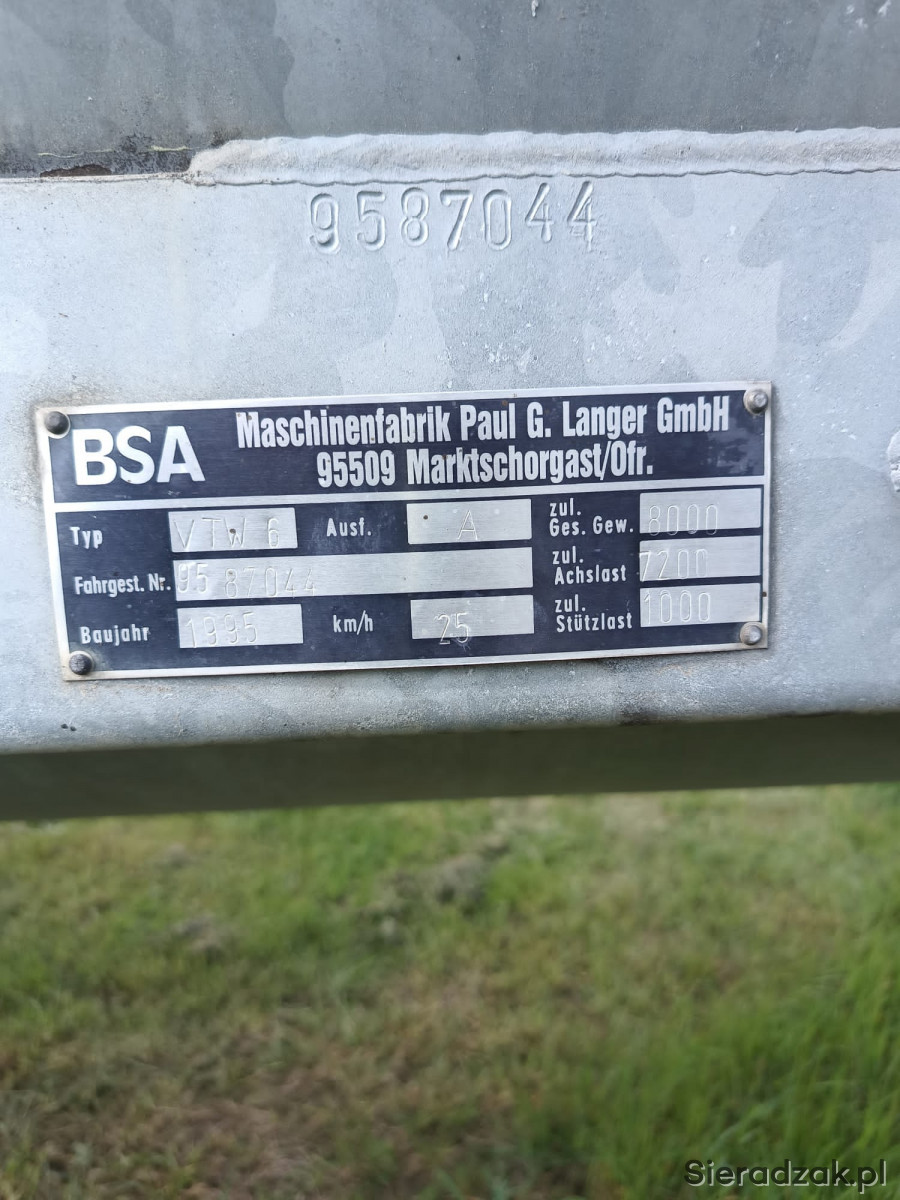 9587044
BSA Maschinenfabrik Paul G. Langer GmbH
95509 Marktschorgast/Ofr.
Typ VTW 6 Ausf. A zul. Ges. Gew. 8000
Fahrgest. Nr. 95 87044 zul. Achslast 7200
Baujahr 1995 km/h 25 zul. Stützlast 1000
Sieradzak.pl